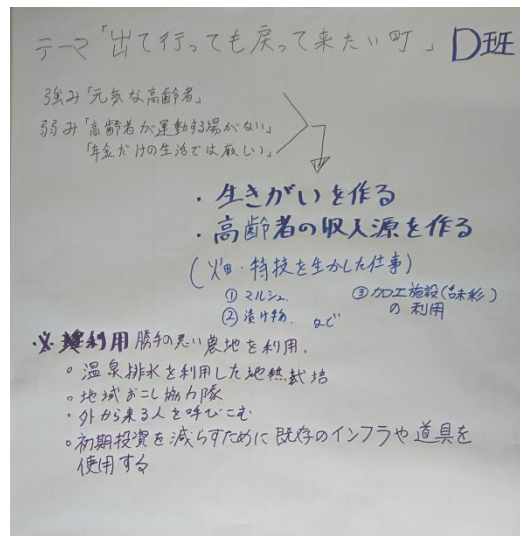 テーマ「出て行っても戻って来たい町」 D班
強み「元気な高齢者」
弱み「高齢者が運動する場がない」
「年金だけの生活では厳しい」
・生きがいを作る
・高齢者の収入源を作る
(畑・特技を生かした仕事)
① マルシェ
② 漬け物 など
③ 加工施設(味彩)
の利用
利用 勝手の悪い農地を利用、
○ 温泉排水を利用した地熱栽培
○ 地域おこし協力隊
・外から来る人を呼びこむ
○初期投資を減らすために既存のインフラや道具を
使用する